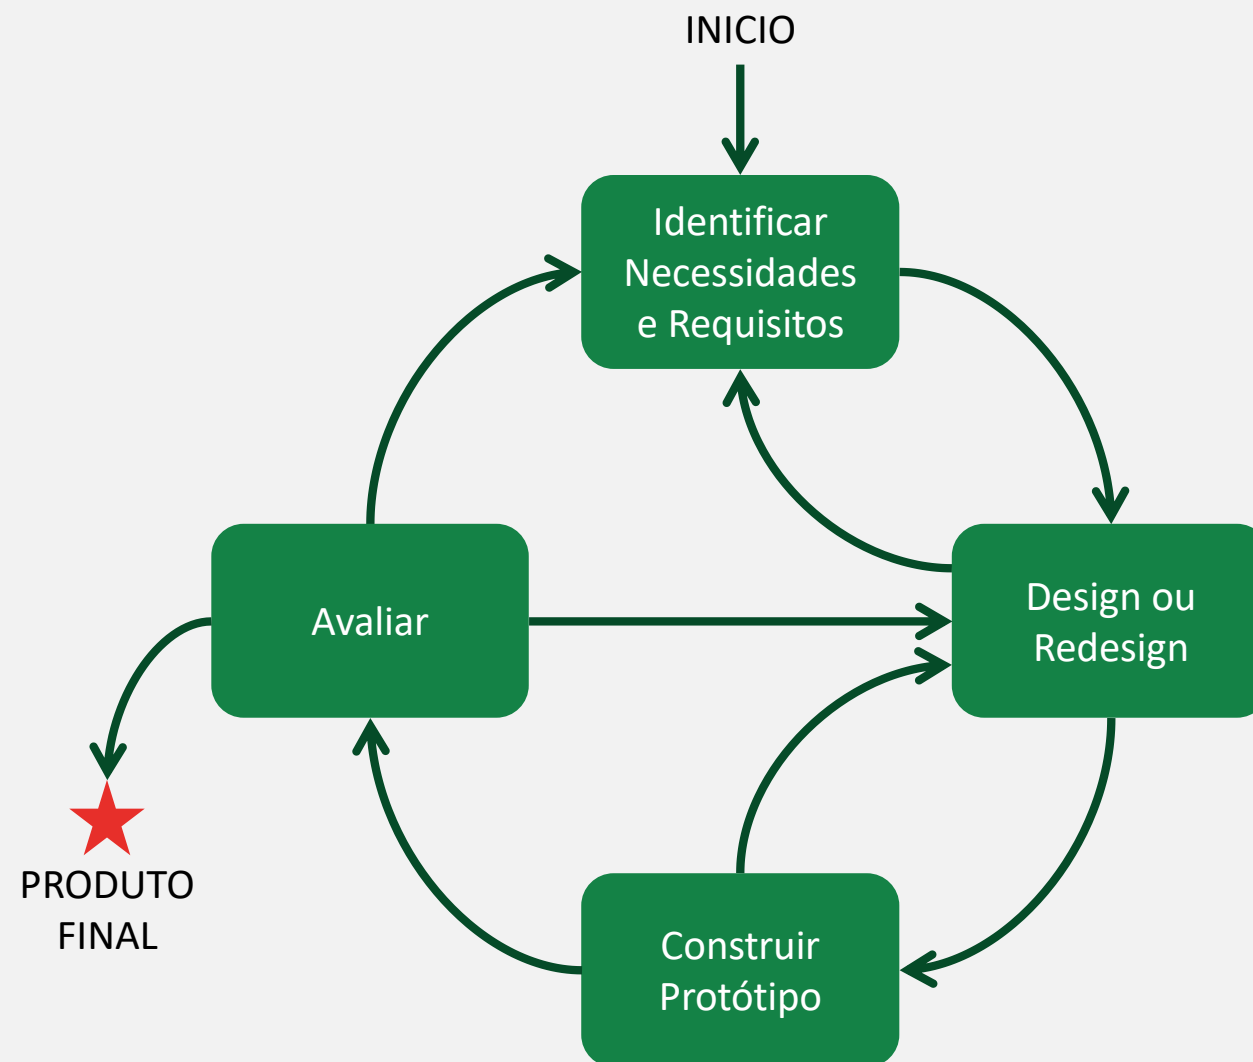 INICIO
Identificar
Necessidades
e Requisitos
Avaliar
Design ou
Redesign
PRODUTO
FINAL
Construir
Protótipo